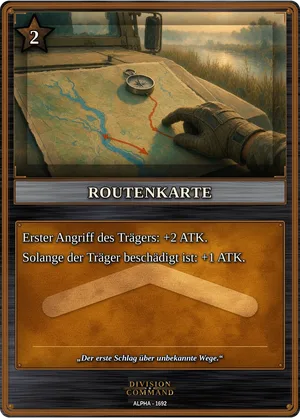 2
ROUTENKARTE
Erster Angriff des Trägers: +2 ATK.
Solange der Träger beschädigt ist: +1 ATK.
„Der erste Schlag über unbekannte Wege.“
DIVISION
COMMAND
ALPHA - 1692